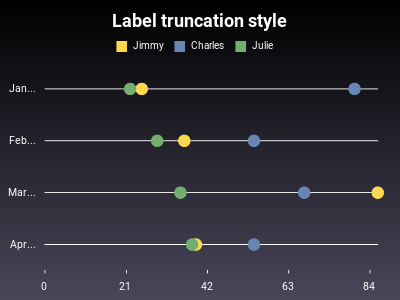 Label truncation style
Jimmy Charles Julie
Jan...
Feb...
Mar...
Apr...
0 21 42 63 84